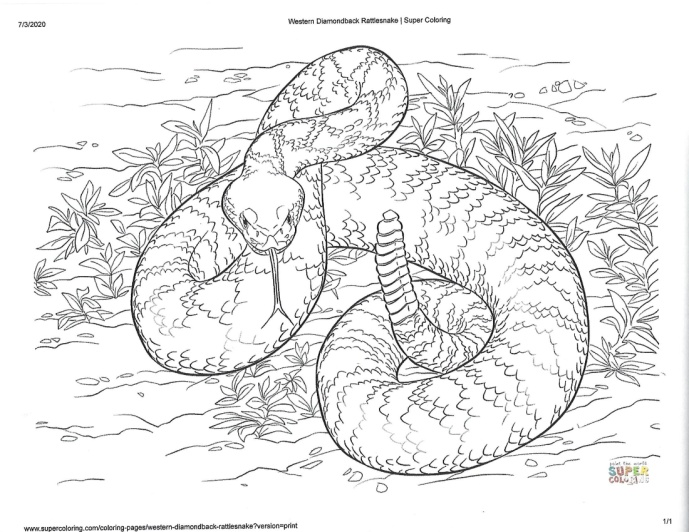 7/3/2020
Western Diamondback Rattlesnake | Super Coloring
SUPER
COLORING
www.supercoloring.com/coloring-pages/western-diamondback-rattlesnake?version=print
1/1